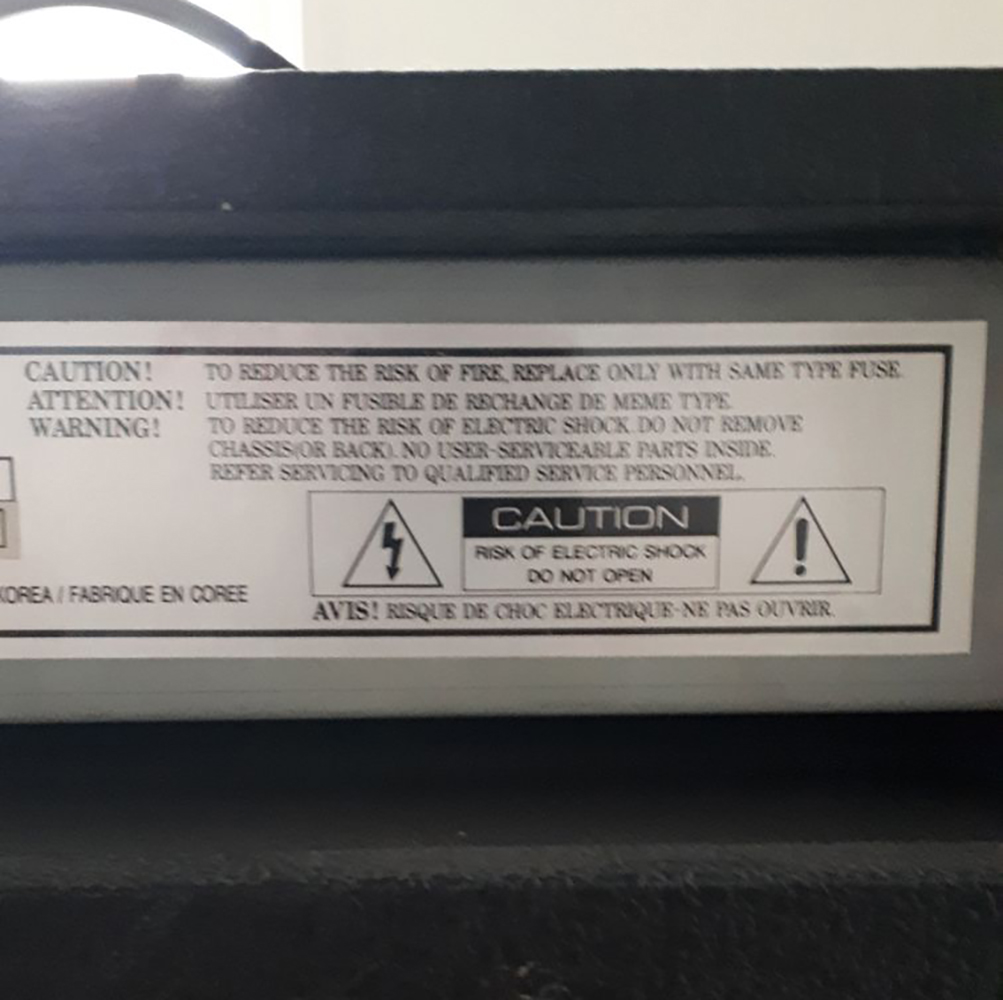 CAUTION! TO REDUCE THE RISK OF FIRE, REPLACE ONLY WITH SAME TYPE FUSE.
ATTENTION! UTILISER UN FUSIBLE DE RECHANGE DE MEME TYPE.
WARNING! TO REDUCE THE RISK OF ELECTRIC SHOCK. DO NOT REMOVE
CHASSIS(OR BACK). NO USER-SERVICEABLE PARTS INSIDE.
REFER SERVICING TO QUALIFIED SERVICE PERSONNEL.
CAUTION
RISK OF ELECTRIC SHOCK
DO NOT OPEN
KOREA / FABRIQUE EN COREE
AVIS! RISQUE DE CHOC ELECTRIQUE-NE PAS OUVRIR.